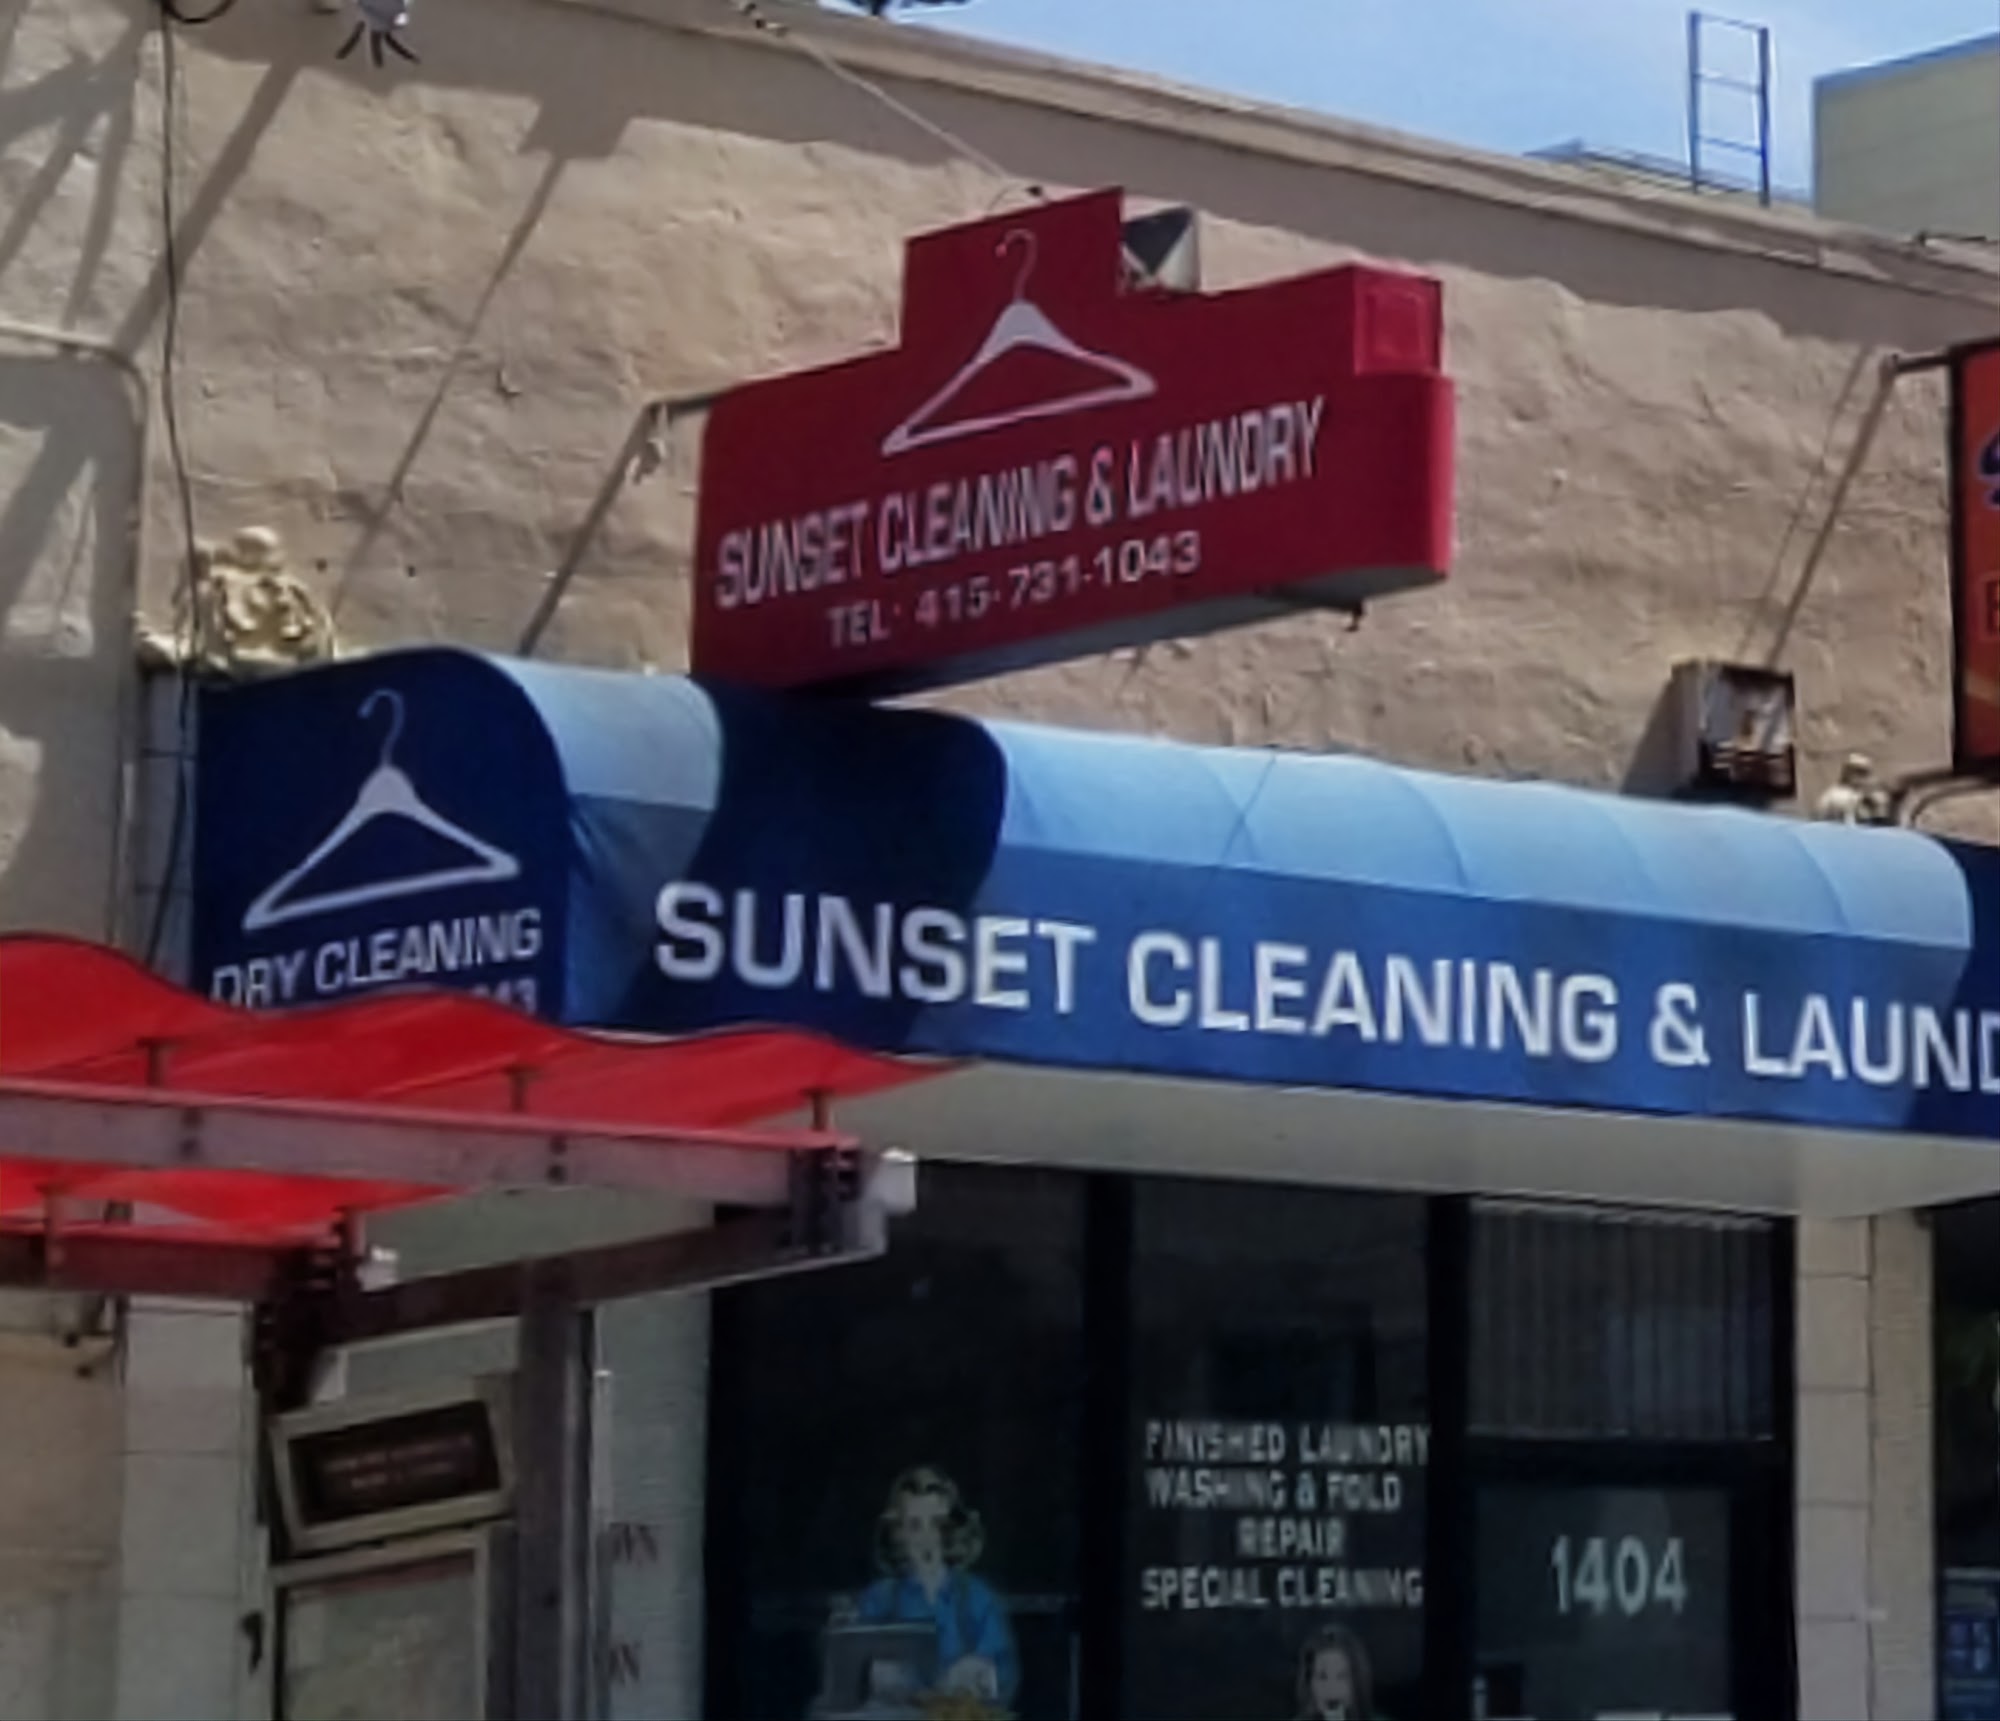 SUNSET CLEANING & LAUNDRY
TEL: 415-731-1043
DRY CLEANING
043
SUNSET CLEANING & LAUND
FINISHED LAUNDRY
WASHING & FOLD
REPAIR
SPECIAL CLEANING
1404